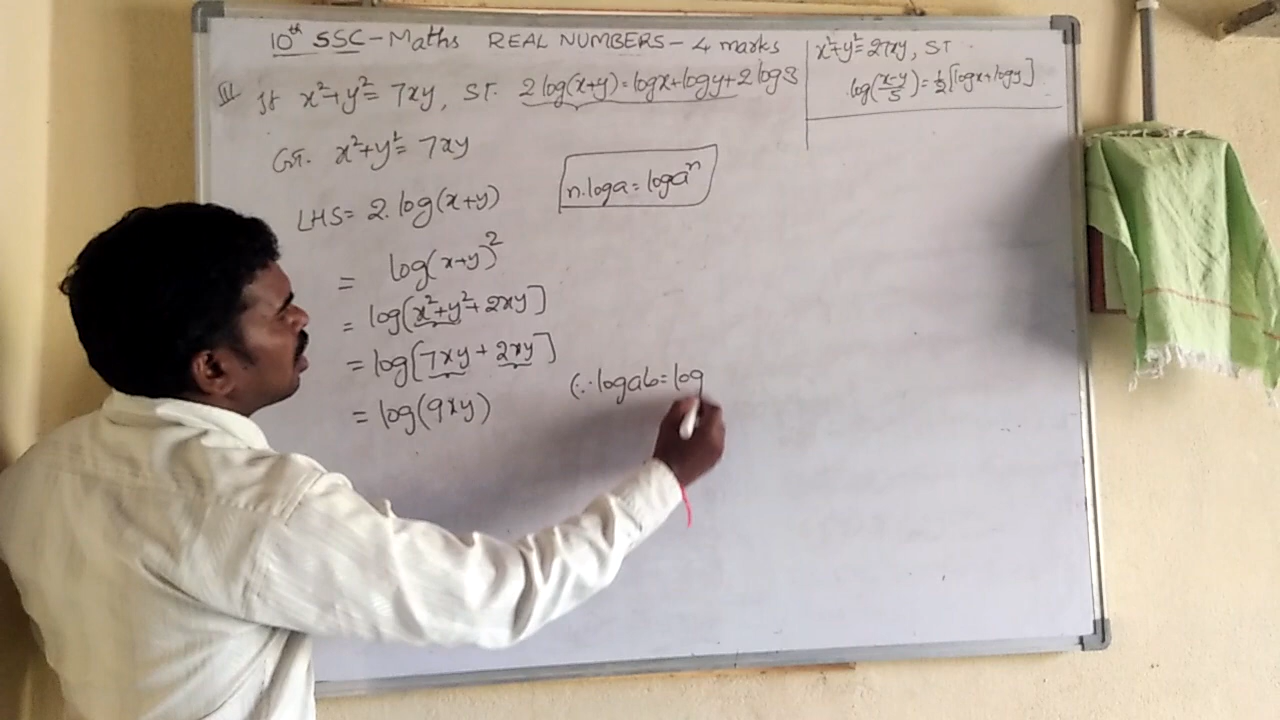 10th SSC - Maths REAL NUMBERS - 4 marks
III If x²+y² = 7xy, ST. 2 log(x+y) = logx+logy+2 log3
Gn. x²+y² = 7xy
LHS = 2. log(x+y)
n.loga = logaⁿ
= log(x+y)²
= log[x²+y²+2xy]
= log[7xy + 2xy]
= log(9xy)
(∵ logab = log
x²+y² = 27xy, ST
log(x-y/5) = 1/2[logx+logy]